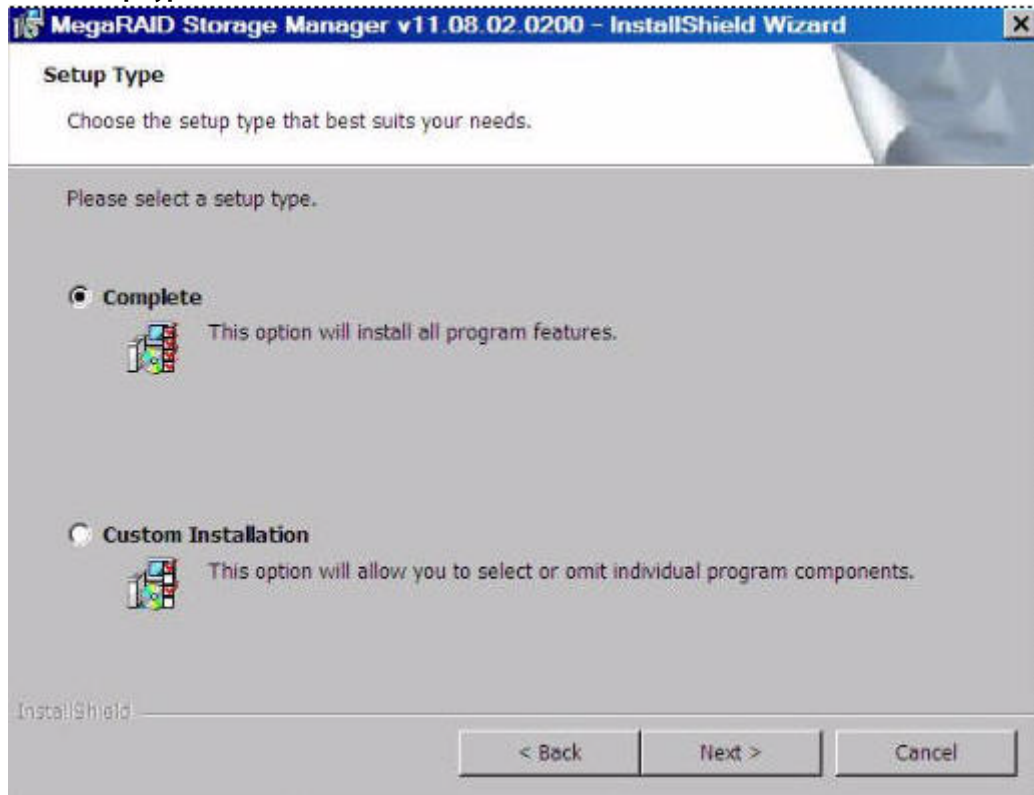 MegaRAID Storage Manager v11.08.02.0200 - InstallShield Wizard
Setup Type
Choose the setup type that best suits your needs.
Please select a setup type.
Complete
This option will install all program features.
Custom Installation
This option will allow you to select or omit individual program components.
InstallShield
< Back
Next >
Cancel